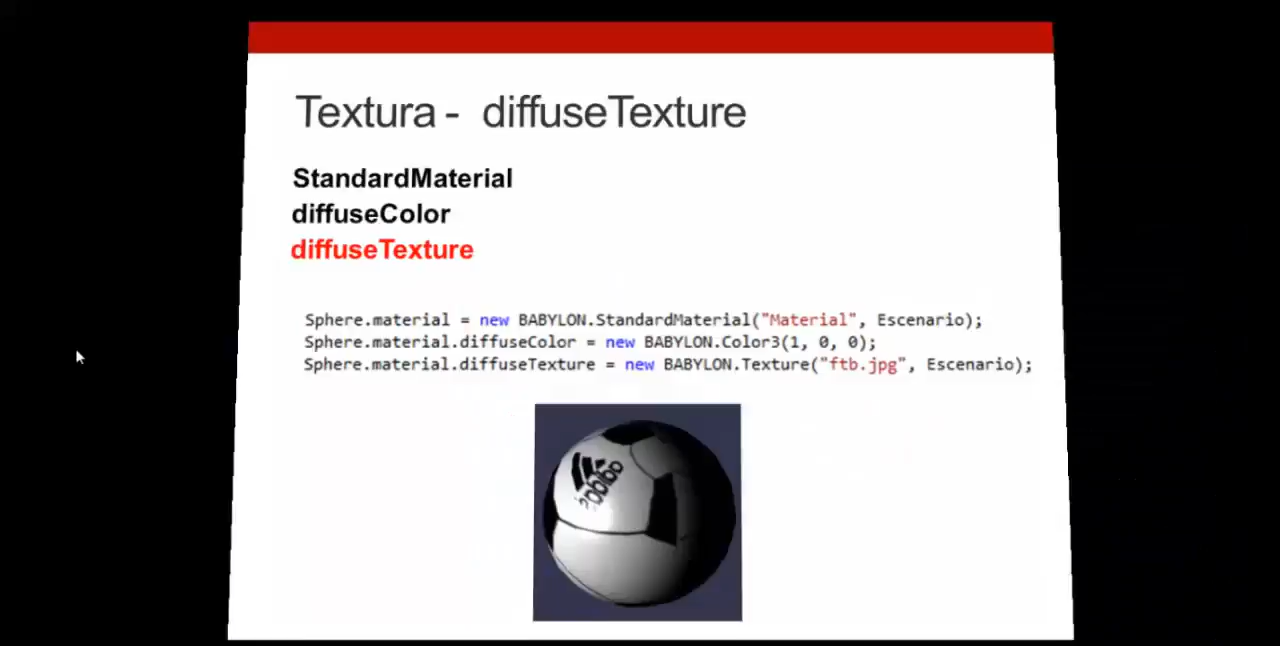 Textura - diffuseTexture
StandardMaterial
diffuseColor
diffuseTexture
Sphere.material = new BABYLON.StandardMaterial("Material", Escenario);
Sphere.material.diffuseColor = new BABYLON.Color3(1, 0, 0);
Sphere.material.diffuseTexture = new BABYLON.Texture("ftb.jpg", Escenario);